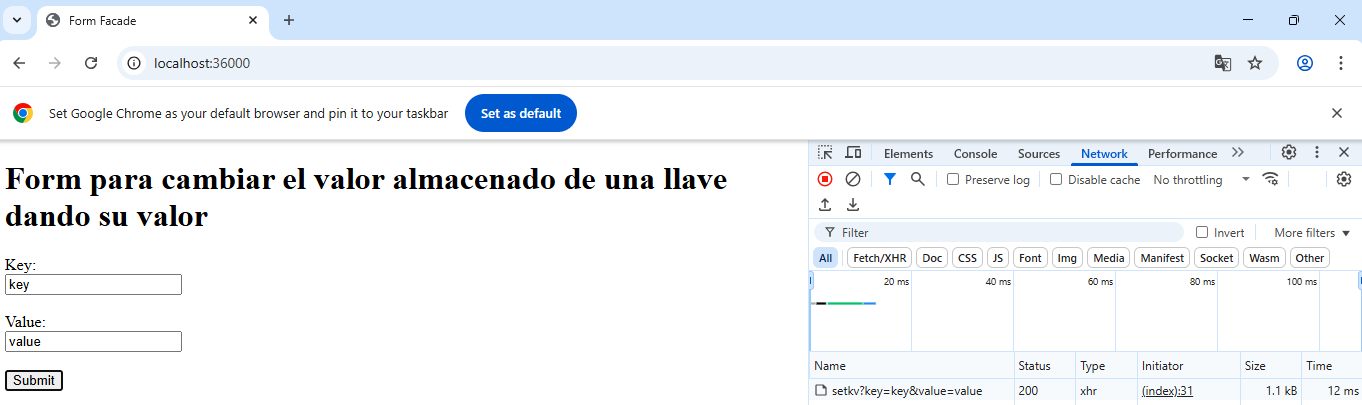 Form Facade
localhost:36000
Set Google Chrome as your default browser and pin it to your taskbar
Set as default
Form para cambiar el valor almacenado de una llave
dando su valor
Key:
key
Value:
value
Submit
Elements Console Sources Network Performance
Preserve log Disable cache No throttling
Filter Invert More filters
All Fetch/XHR Doc CSS JS Font Img Media Manifest Socket Wasm Other
20 ms 40 ms 60 ms 80 ms 100 ms
Name Status Type Initiator Size Time
setkv?key=key&value=value 200 xhr (index):31 1.1 kB 12 ms